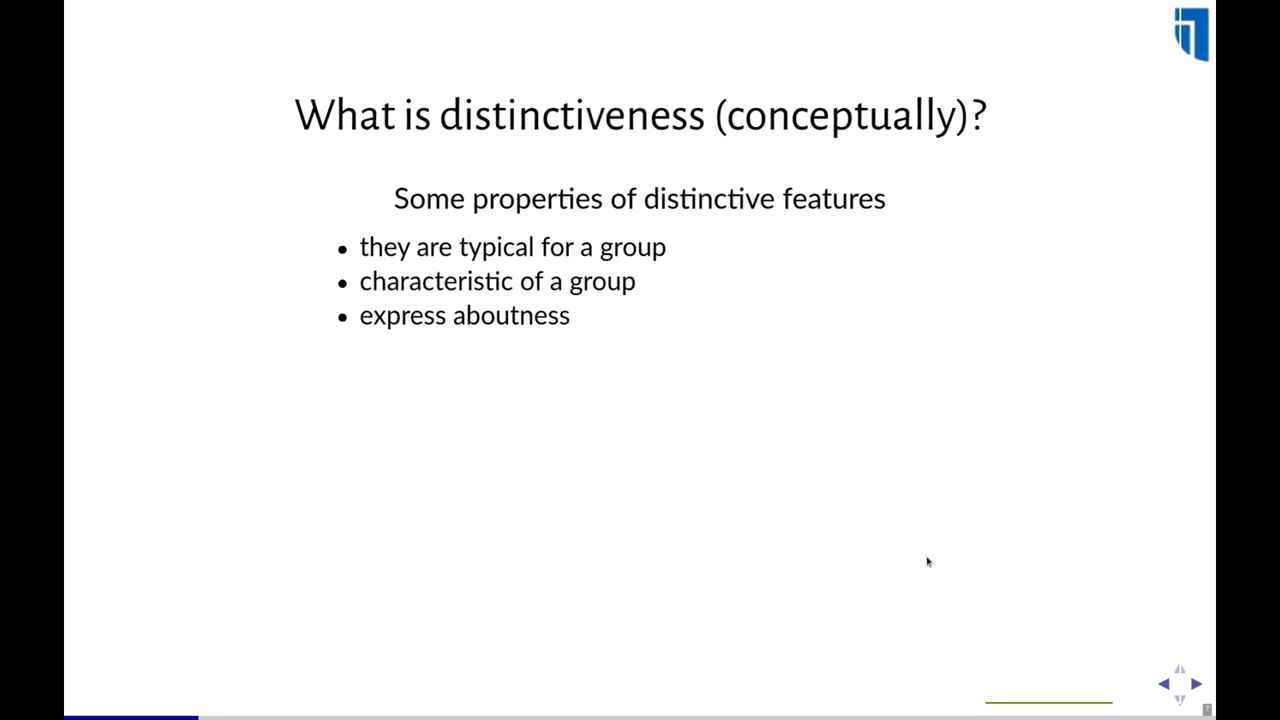 What is distinctiveness (conceptually)?
Some properties of distinctive features
• they are typical for a group
• characteristic of a group
• express aboutness
7